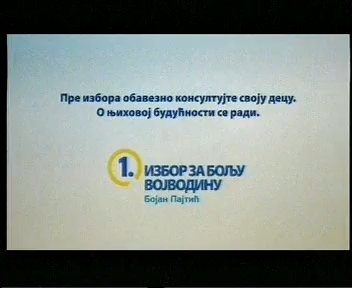 Пре избора обавезно консултујте своју децу.
О њиховој будућности се ради.
1. ИЗБОР ЗА БОЉУ
ВОЈВОДИНУ
Бојан Пајтић